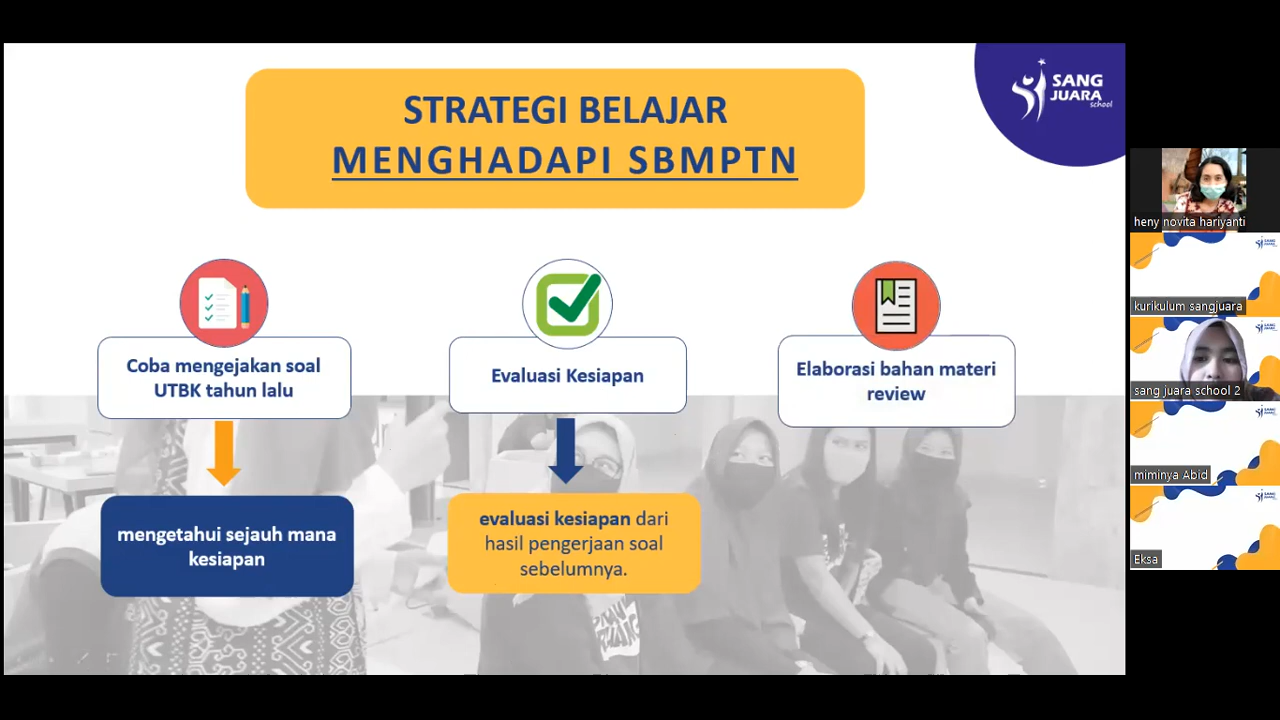 STRATEGI BELAJAR
MENGHADAPI SBMPTN
SANG
JUARA
school
Coba mengejakan soal
UTBK tahun lalu
Evaluasi Kesiapan
Elaborasi bahan materi
review
mengetahui sejauh mana
kesiapan
evaluasi kesiapan dari
hasil pengerjaan soal
sebelumnya.
heny novita hariyanti
kurikulum sangjuara
sang juara school 2
miminya Abid
Eksa